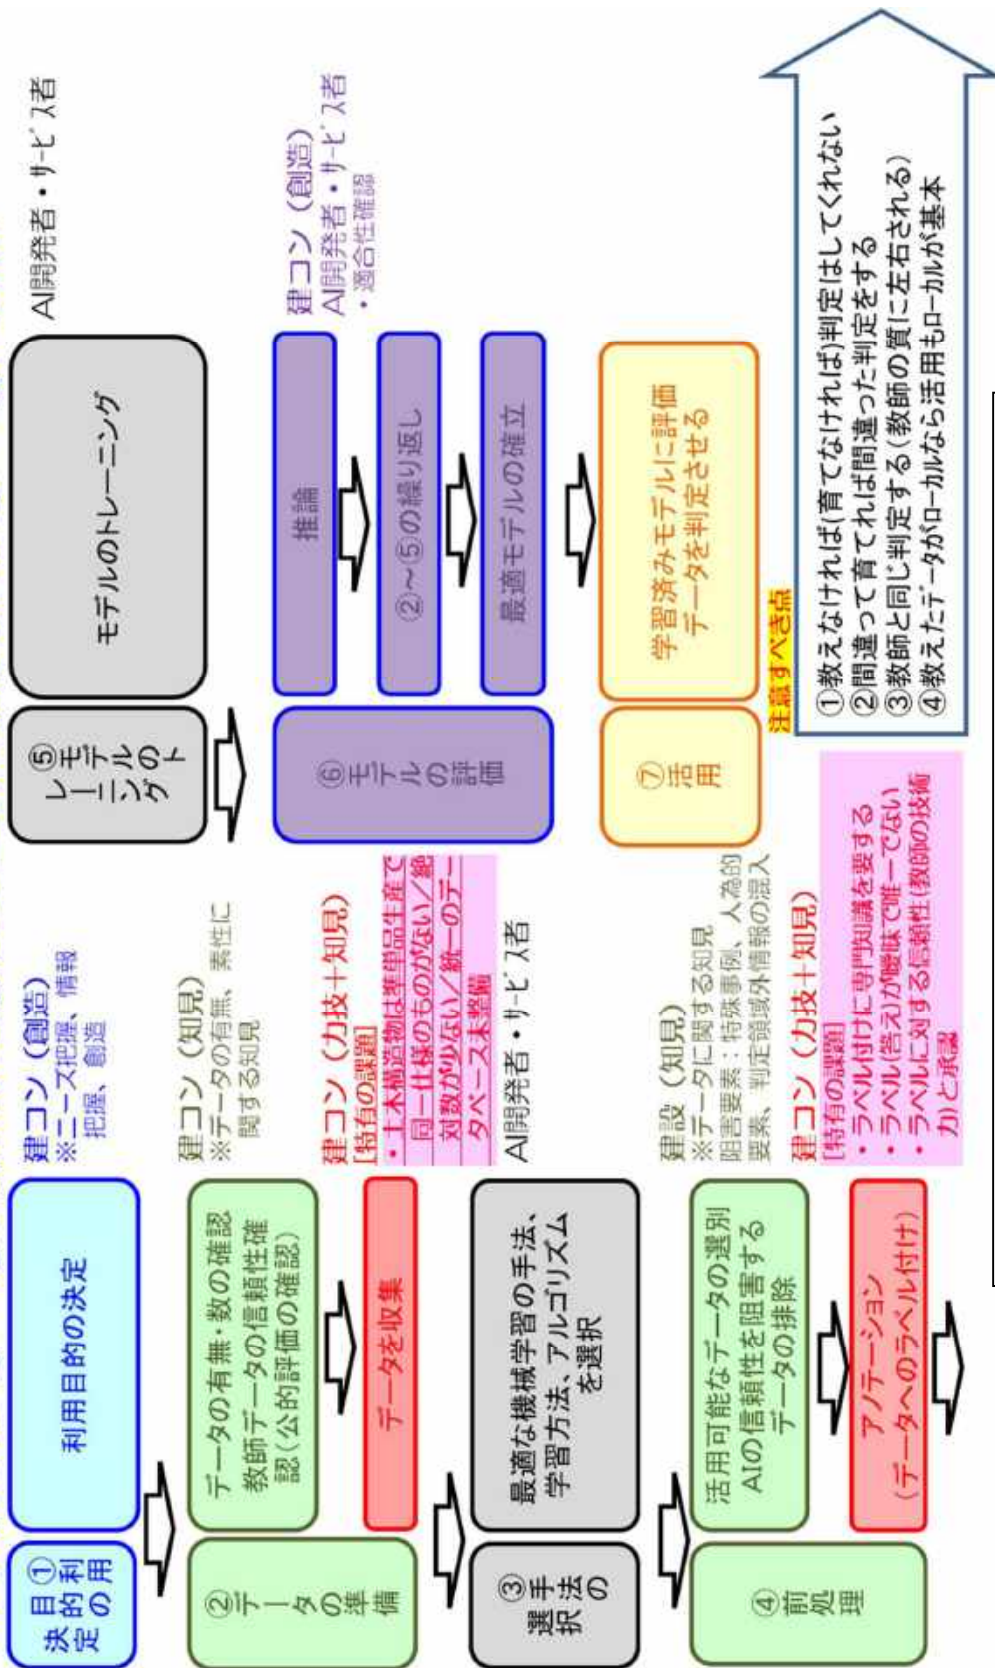 ①
目的
利用の
決定
利用目的の決定
建コン（創造）
※ニーズ把握、情報
把握、創造
②
データ
の準備
データの有無・数の確認
教師データの信頼性確
認（公的評価の確認）
建コン（知見）
※データの有無、素性に
関する知見
データを収集
建コン（力技＋知見）
[特有の課題]
・土木構造物は準単品生産で
同一仕様のものがない／絶
対数が少ない／統一のデー
タベース未整備
③
手法の
選択
最適な機械学習の手法、
学習方法、アルゴリズム
を選択
AI開発者・サービス者
④
前処理
活用可能なデータの選別
AIの信頼性を阻害する
データの排除
建設（知見）
※データに関する知見
阻害要素：特殊事例、人為的
要素、判定領域外情報の混入
アノテーション
（データへのラベル付け）
建コン（力技＋知見）
[特有の課題]
・ラベル付けに専門知識を要する
・ラベル(答え)が曖昧で唯一でない
・ラベルに対する信頼性(教師の技術
力)と承認
⑤
モデルのト
レーニング
モデルのトレーニング
AI開発者・サービス者
⑥
モデル
の評価
推論
②～⑤の繰り返し
最適モデルの確立
建コン（創造）
AI開発者・サービス者
・適合性確認
⑦
活用
学習済みモデルに評価
データを判定させる
注意すべき点
①教えなければ(育てなければ)判定はしてくれない
②間違って育てれば間違った判定をする
③教師と同じ判定する(教師の質に左右される)
④教えたデータがローカルなら活用もローカルが基本